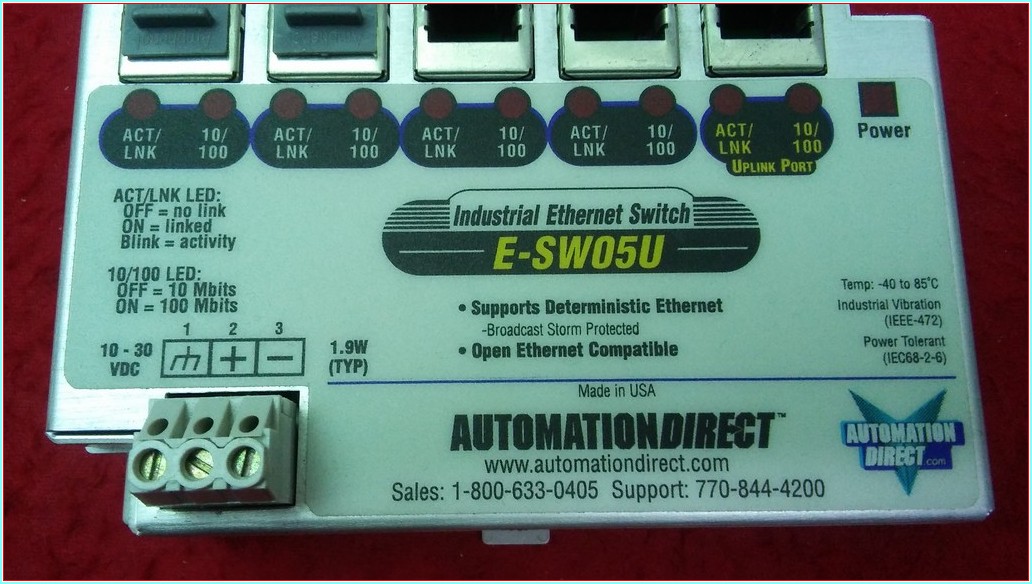 ACT/ LNK 10/ 100
ACT/ LNK 10/ 100
ACT/ LNK 10/ 100
ACT/ LNK 10/ 100
ACT/ LNK 10/ 100
UPLINK PORT
Power
ACT/LNK LED:
OFF = no link
ON = linked
Blink = activity
10/100 LED:
OFF = 10 Mbits
ON = 100 Mbits
1 2 3
10 - 30
VDC
+ −
1.9W
(TYP)
Industrial Ethernet Switch
E-SW05U
• Supports Deterministic Ethernet
-Broadcast Storm Protected
• Open Ethernet Compatible
Temp: -40 to 85°C
Industrial Vibration
(IEEE-472)
Power Tolerant
(IEC68-2-6)
Made in USA
AUTOMATIONDIRECT™
www.automationdirect.com
Sales: 1-800-633-0405 Support: 770-844-4200
AUTOMATION
DIRECT.com